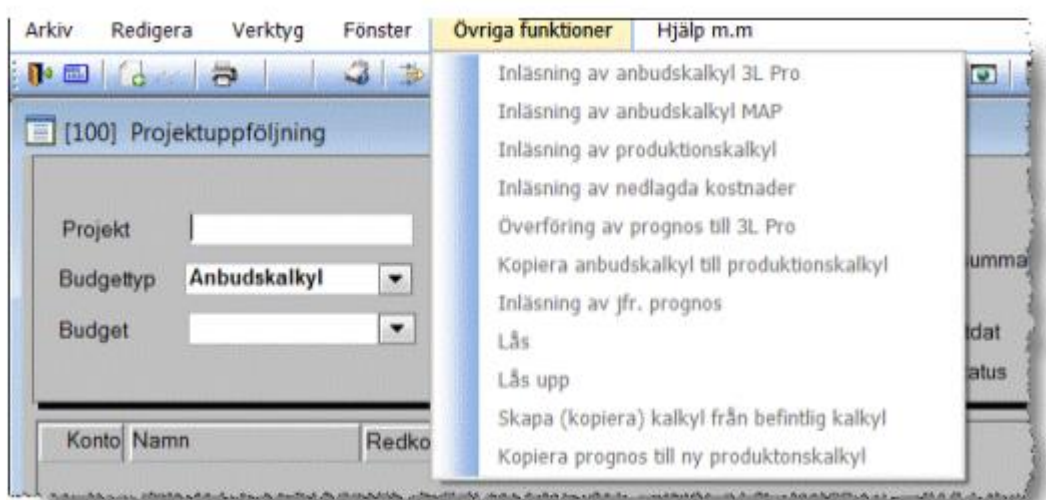 Arkiv Redigera Verktyg Fönster Övriga funktioner Hjälp m.m
Inläsning av anbudskalkyl 3L Pro
Inläsning av anbudskalkyl MAP
Inläsning av produktionskalkyl
Inläsning av nedlagda kostnader
Överföring av prognos till 3L Pro
Kopiera anbudskalkyl till produktionskalkyl
Inläsning av jfr. prognos
Lås
Lås upp
Skapa (kopiera) kalkyl från befintlig kalkyl
Kopiera prognos till ny produktonskalkyl
[100] Projektuppföljning
Projekt
Budgettyp Anbudskalkyl
Budget
umma
tdat
atus
Konto Namn Redko